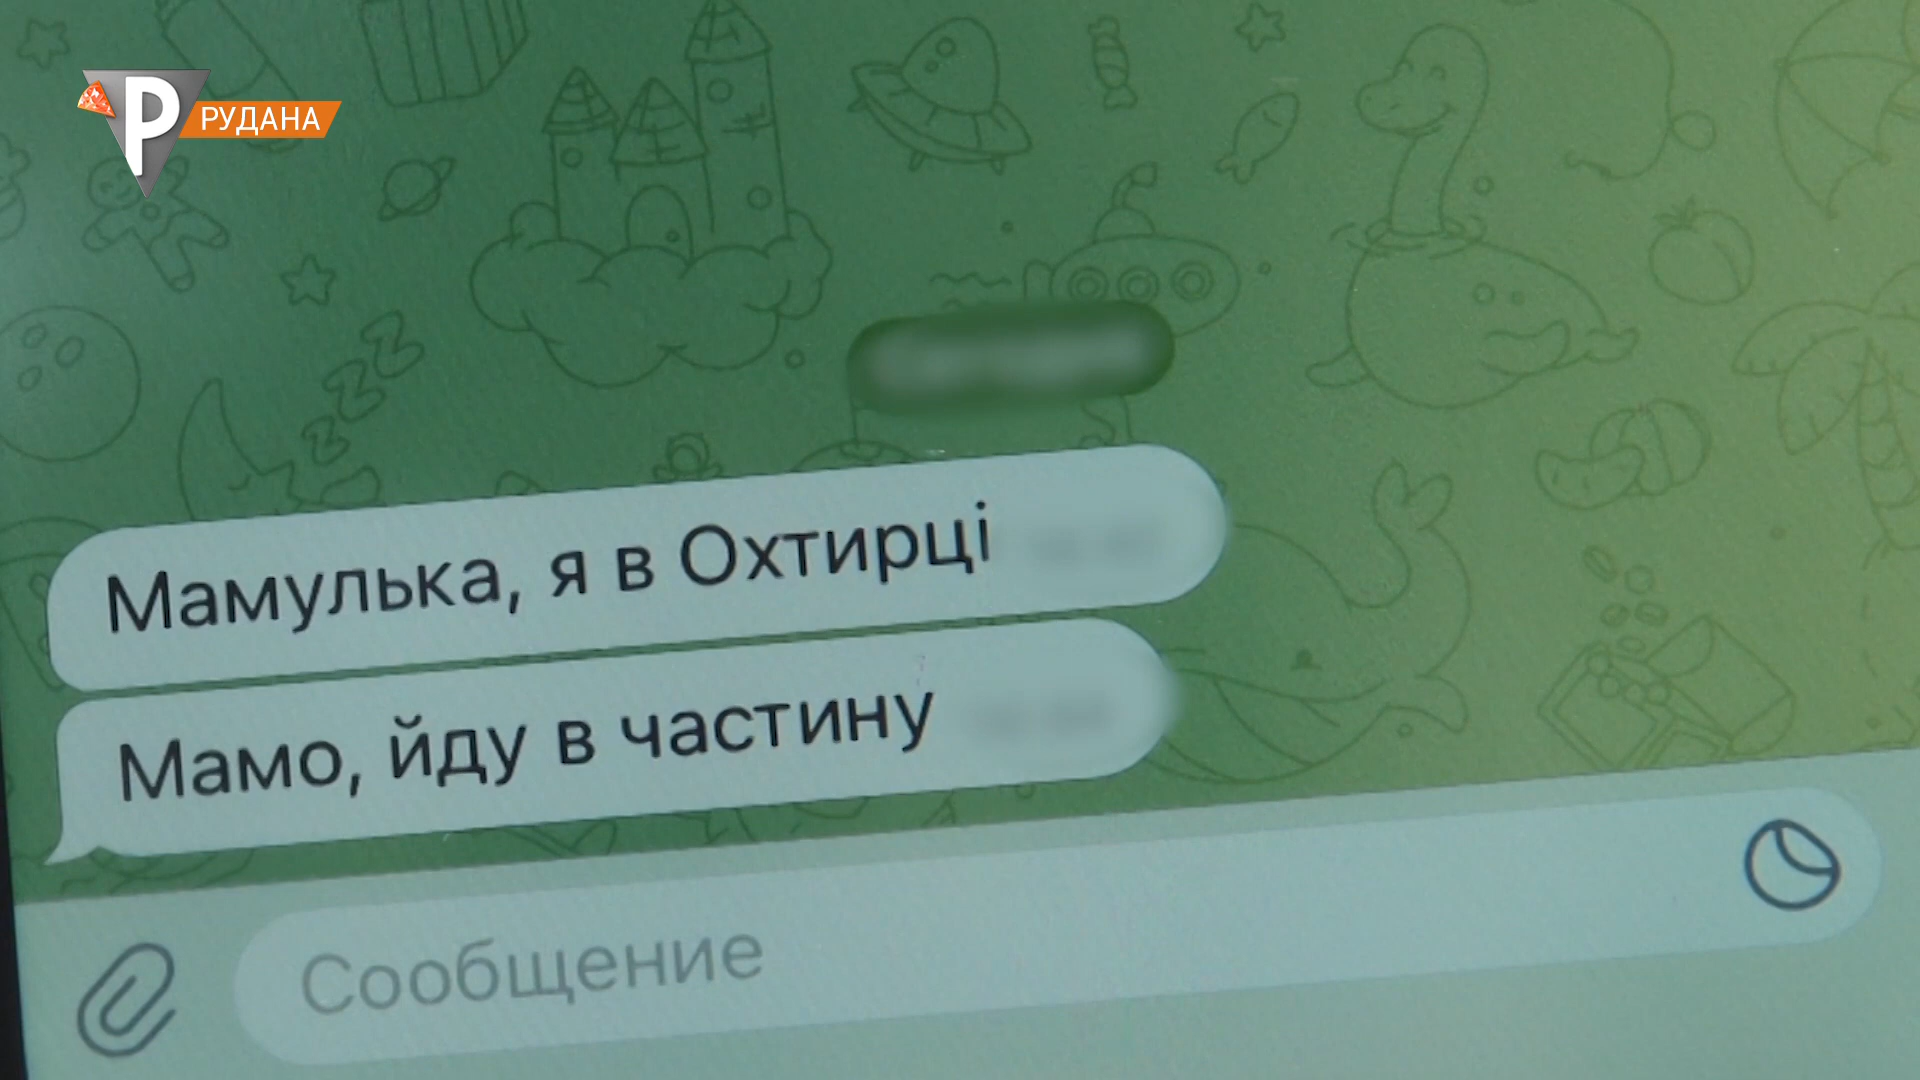 Р РУДАНА
Мамулька, я в Охтирці
Мамо, йду в частину
Сообщение